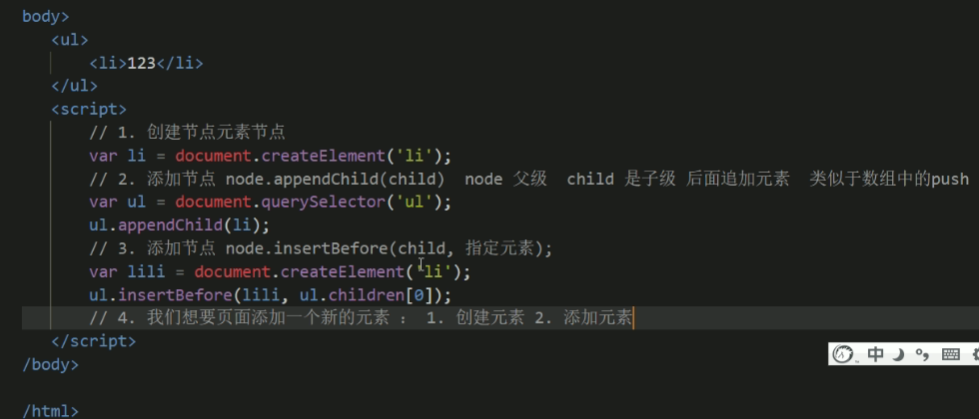 body>
<ul>
<li>123</li>
</ul>
<script>
// 1. 创建节点元素节点
var li = document.createElement('li');
// 2. 添加节点 node.appendChild(child)  node 父级  child 是子级 后面追加元素  类似于数组中的push
var ul = document.querySelector('ul');
ul.appendChild(li);
// 3. 添加节点 node.insertBefore(child, 指定元素);
var lili = document.createElement('li');
ul.insertBefore(lili, ul.children[0]);
// 4. 我们想要页面添加一个新的元素 ： 1. 创建元素 2. 添加元素
</script>
中
/body>
/html>